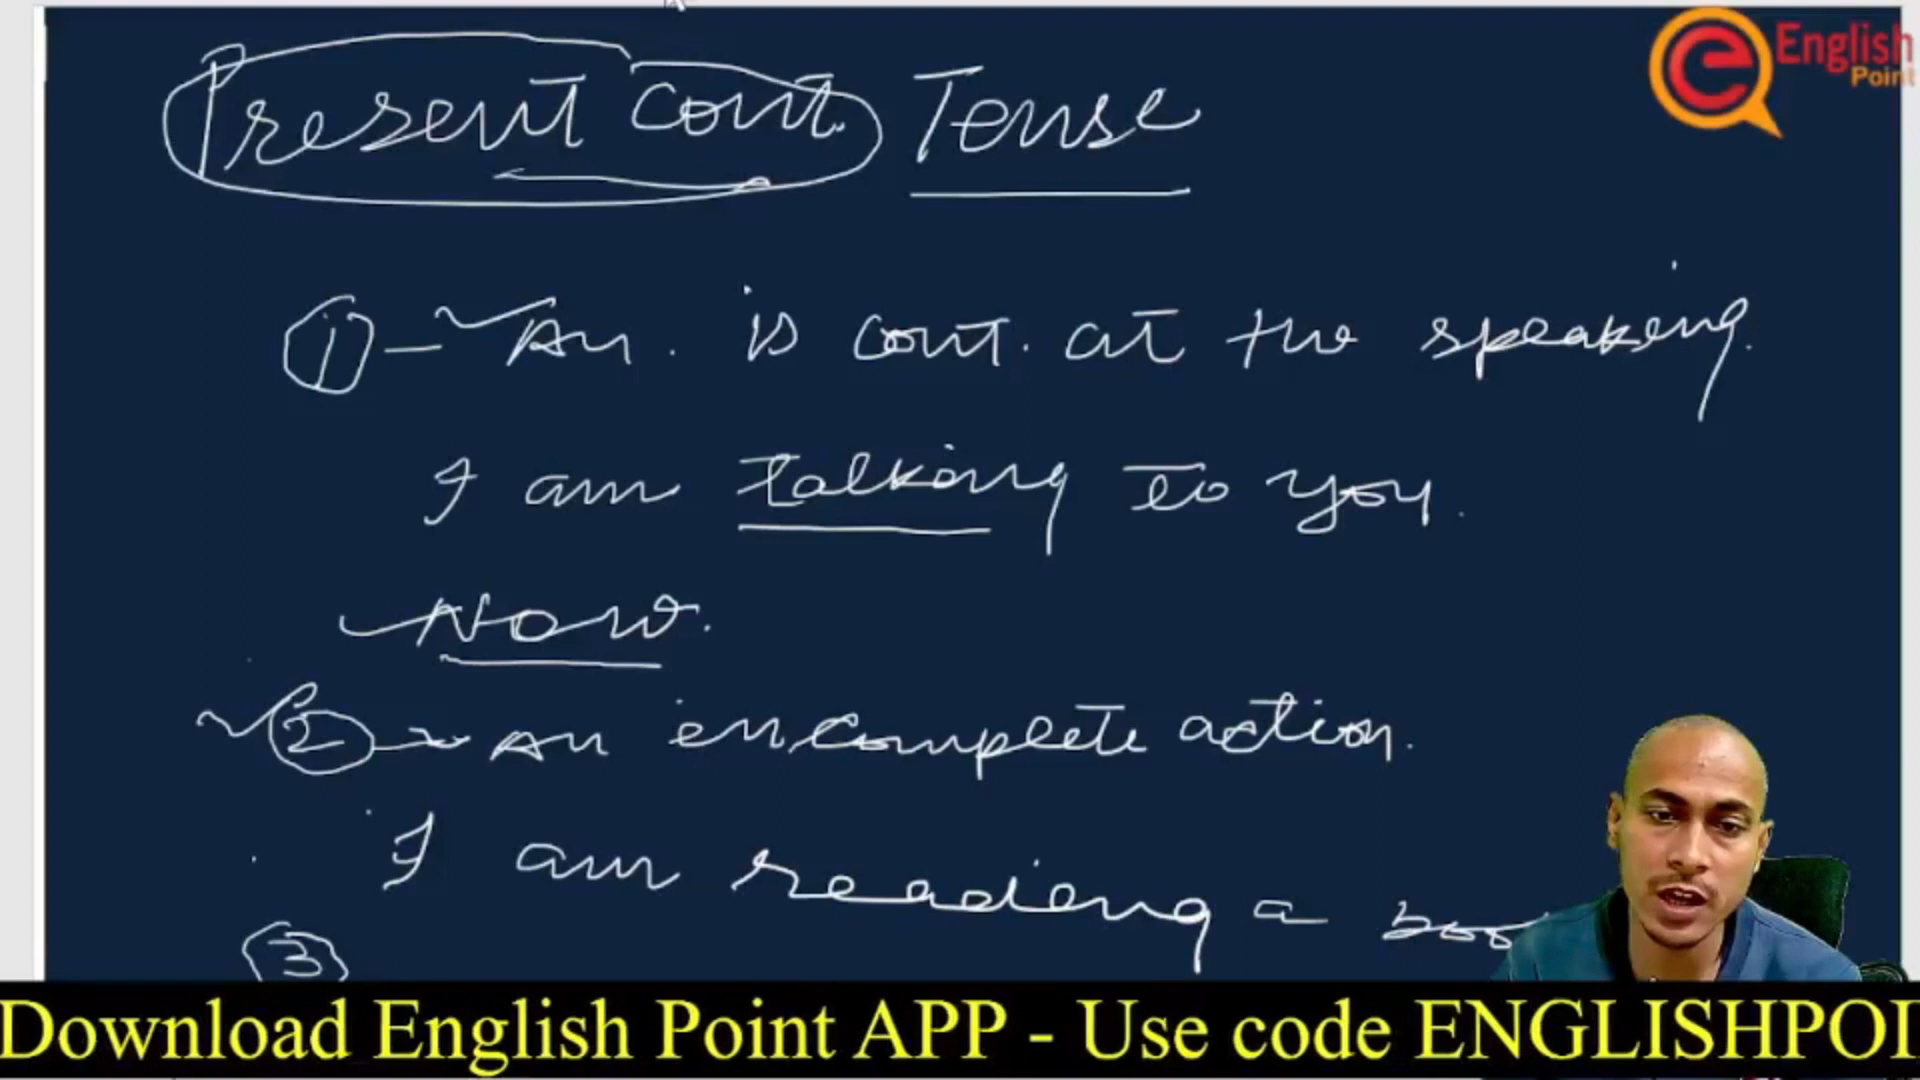 English
Point
Present Cont. Tense
① - An. is cont. at the speaking.
I am talking to you.
Now.
② - An incomplete action.
I am reading a boo
③
Download English Point APP - Use code ENGLISHPOI